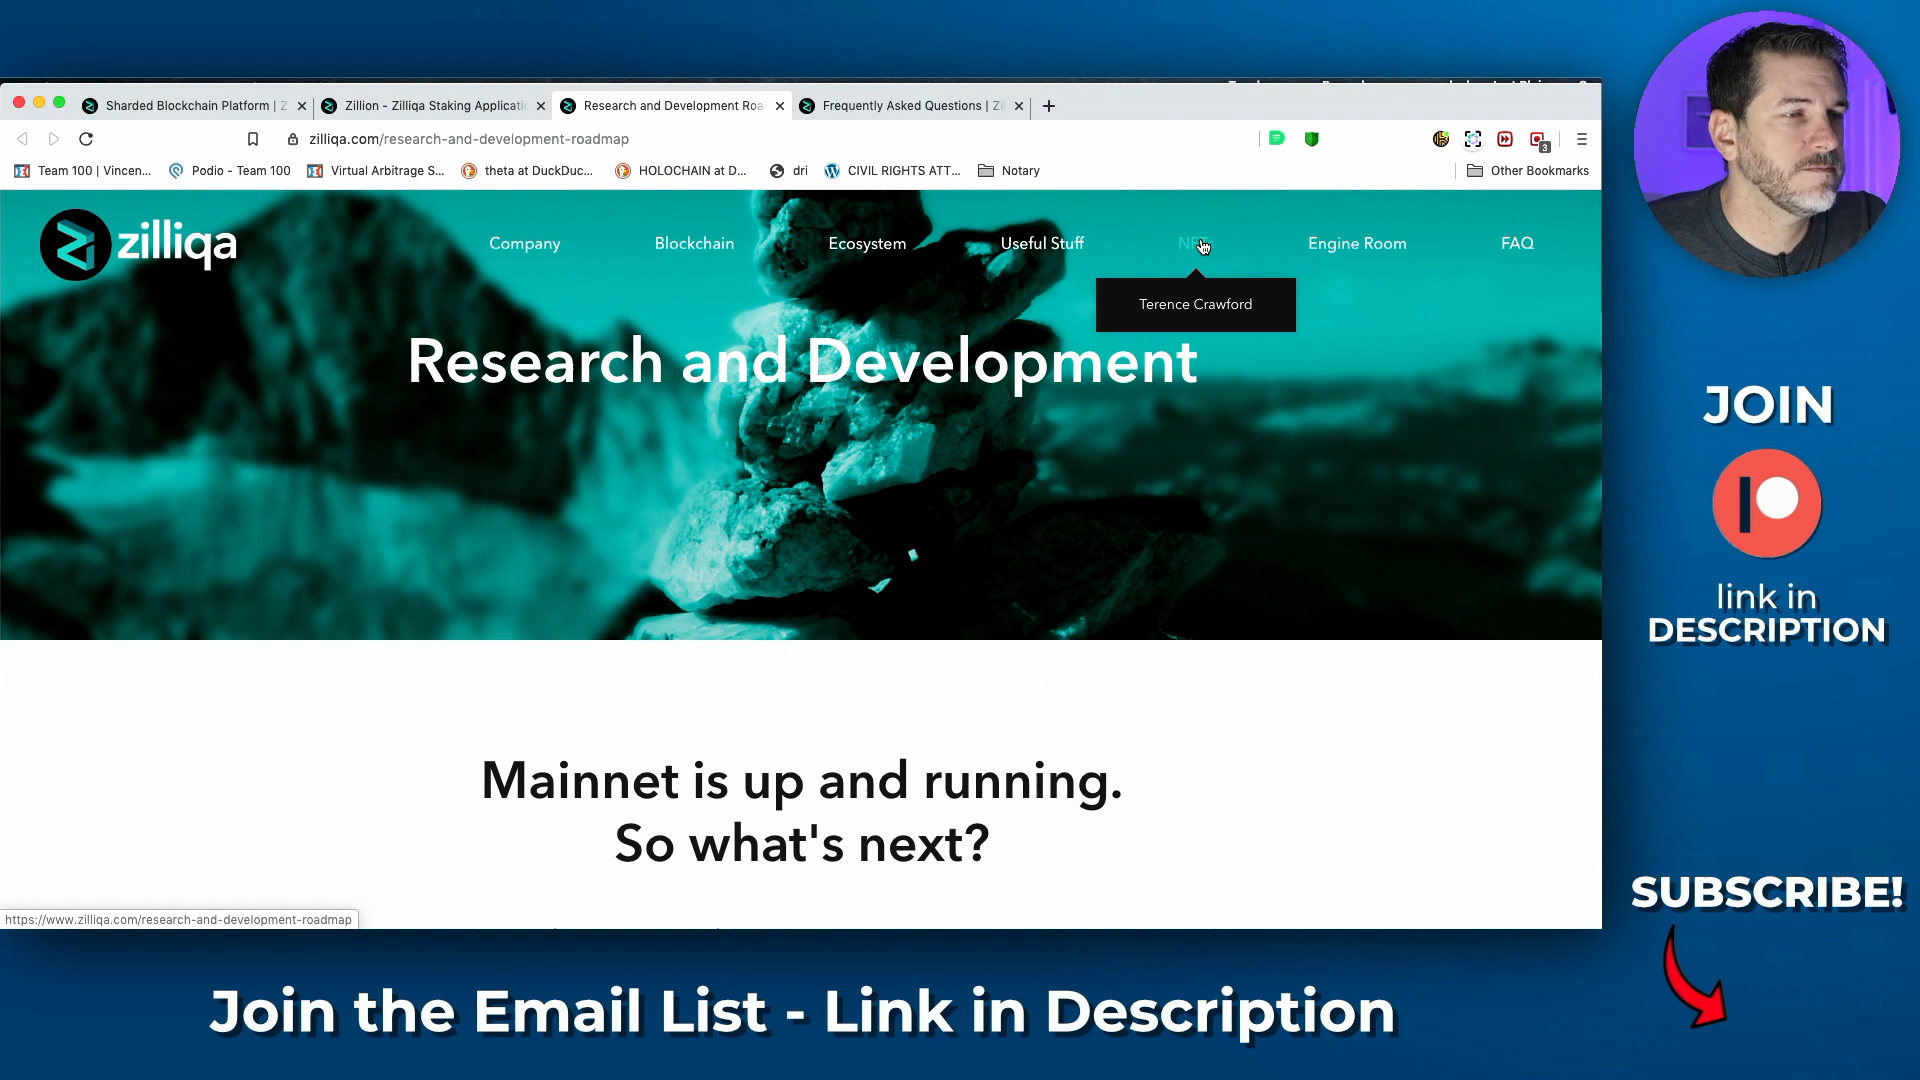 Sharded Blockchain Platform | Z
Zillion - Zilliqa Staking Applicatio
Research and Development Roa
Frequently Asked Questions | Zil
zilliqa.com/research-and-development-roadmap
3
Team 100 | Vincen...
Podio - Team 100
Virtual Arbitrage S...
theta at DuckDuc...
HOLOCHAIN at D...
dri
CIVIL RIGHTS ATT...
Notary
Other Bookmarks
zilliqa
Company
Blockchain
Ecosystem
Useful Stuff
Engine Room
FAQ
Terence Crawford
Research and Development
Mainnet is up and running.
So what's next?
https://www.zilliqa.com/research-and-development-roadmap
JOIN
link in
DESCRIPTION
SUBSCRIBE!
Join the Email List - Link in Description